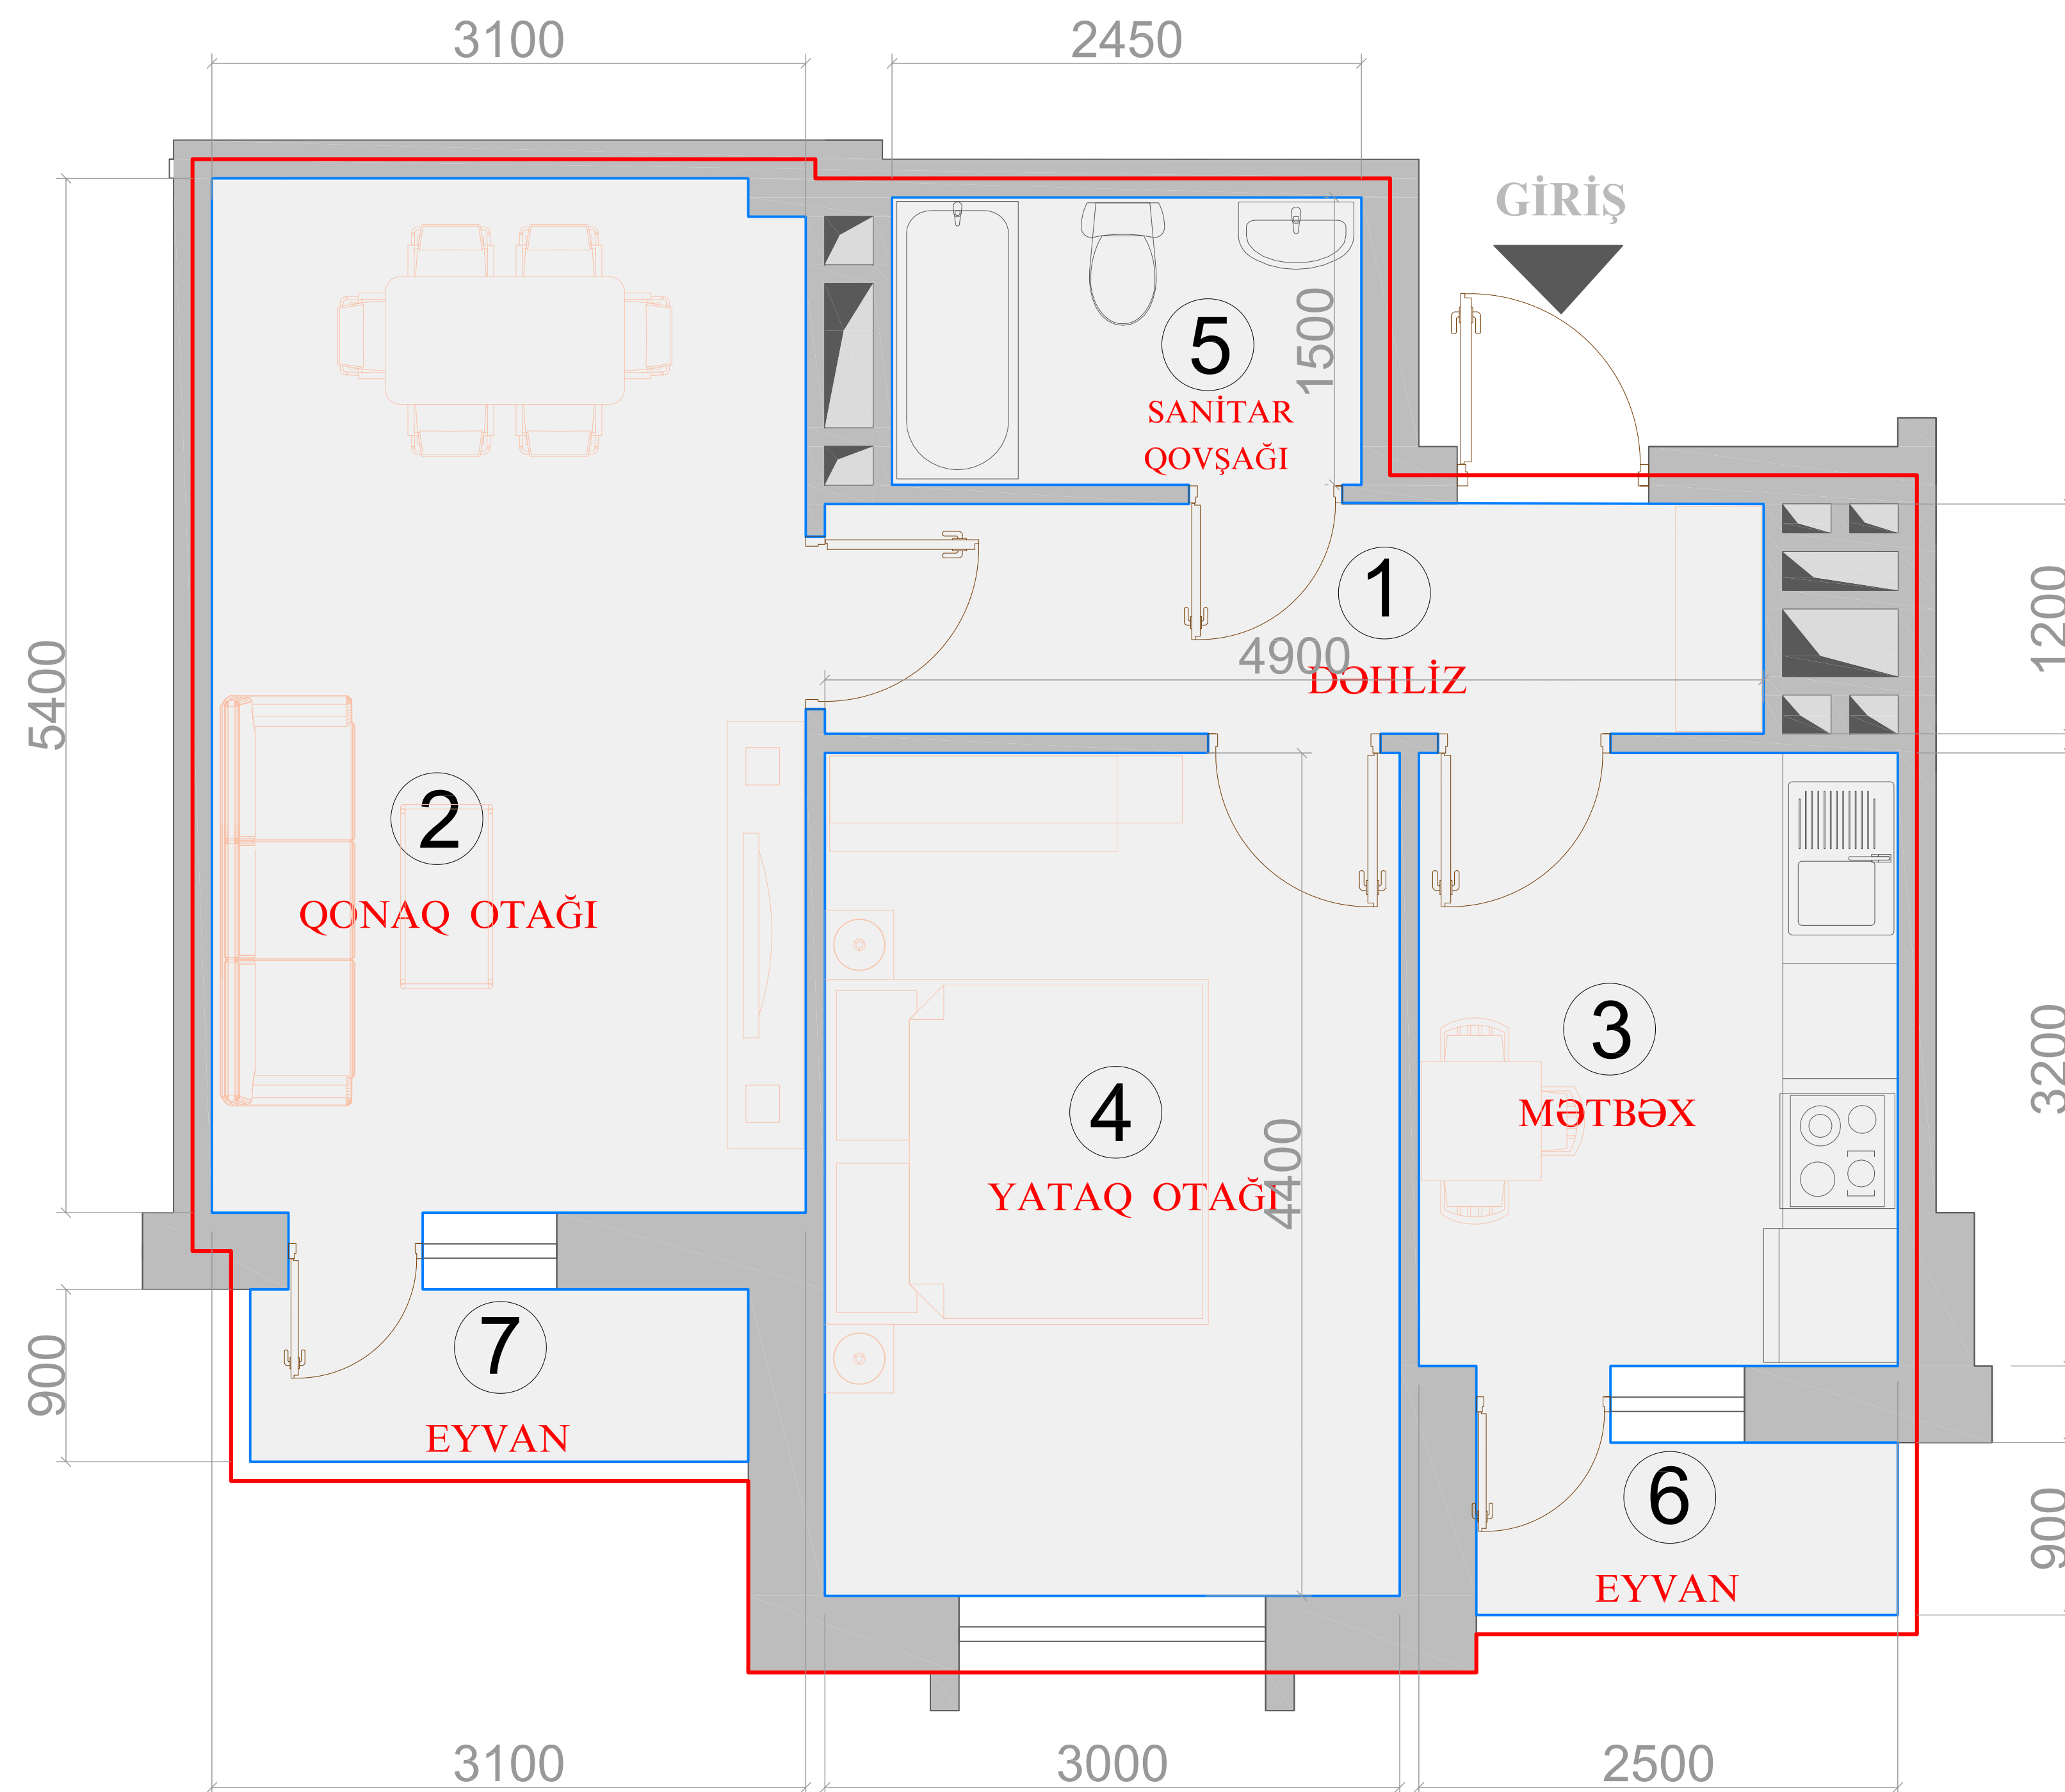 3100
2450
GİRİŞ
5
1500
SANİTAR
QOVŞAĞI
1
4900
DƏHLİZ
1200
5400
2
QONAQ OTAĞI
3
MƏTBƏX
3200
4
YATAQ OTAĞI
4400
7
EYVAN
900
6
EYVAN
900
3100
3000
2500